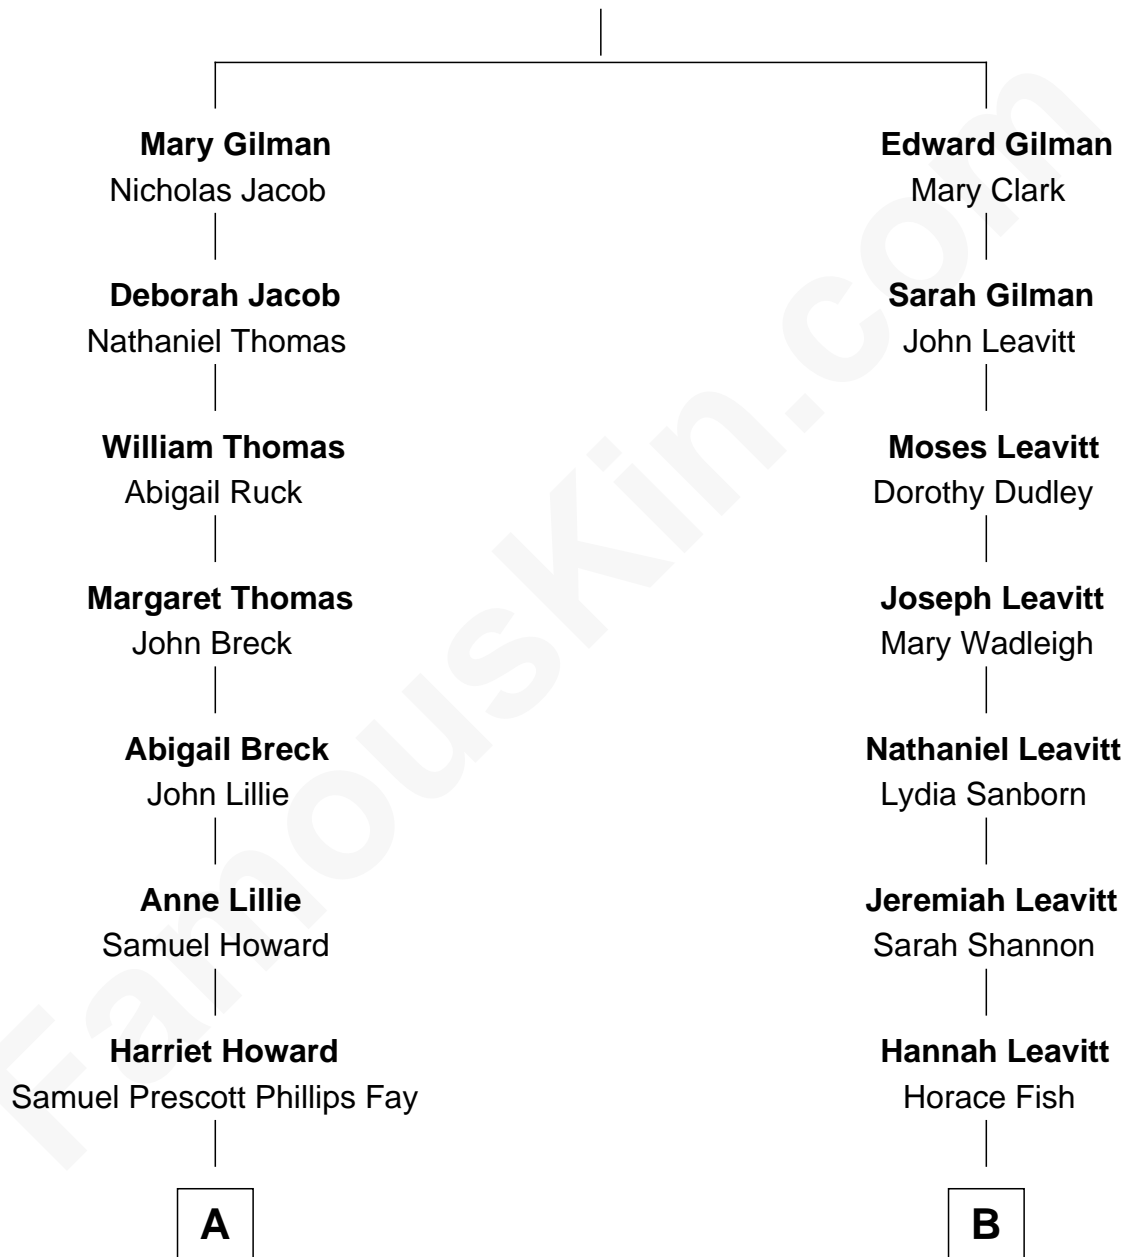 Mary Gilman
Nicholas Jacob
Deborah Jacob
Nathaniel Thomas
William Thomas
Abigail Ruck
Margaret Thomas
John Breck
Abigail Breck
John Lillie
Anne Lillie
Samuel Howard
Harriet Howard
Samuel Prescott Phillips Fay
A
Edward Gilman
Mary Clark
Sarah Gilman
John Leavitt
Moses Leavitt
Dorothy Dudley
Joseph Leavitt
Mary Wadleigh
Nathaniel Leavitt
Lydia Sanborn
Jeremiah Leavitt
Sarah Shannon
Hannah Leavitt
Horace Fish
B
FamousKin.com